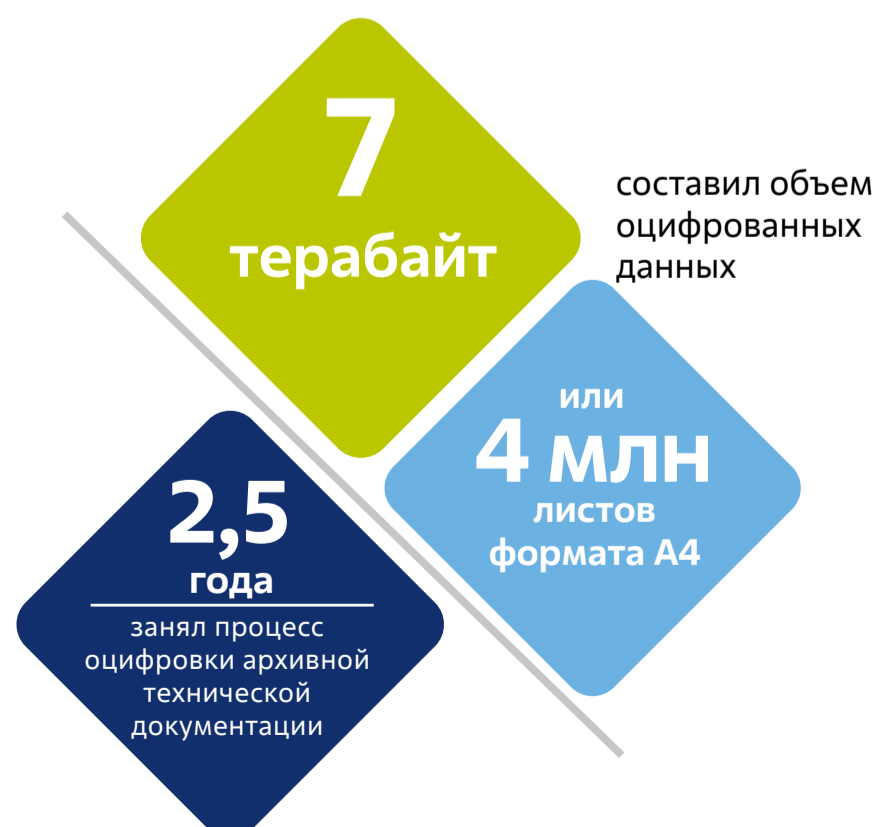 7
терабайт
составил объем
оцифрованных
данных
или
4 млн
листов
формата А4
2,5
года
занял процесс
оцифровки архивной
технической
документации